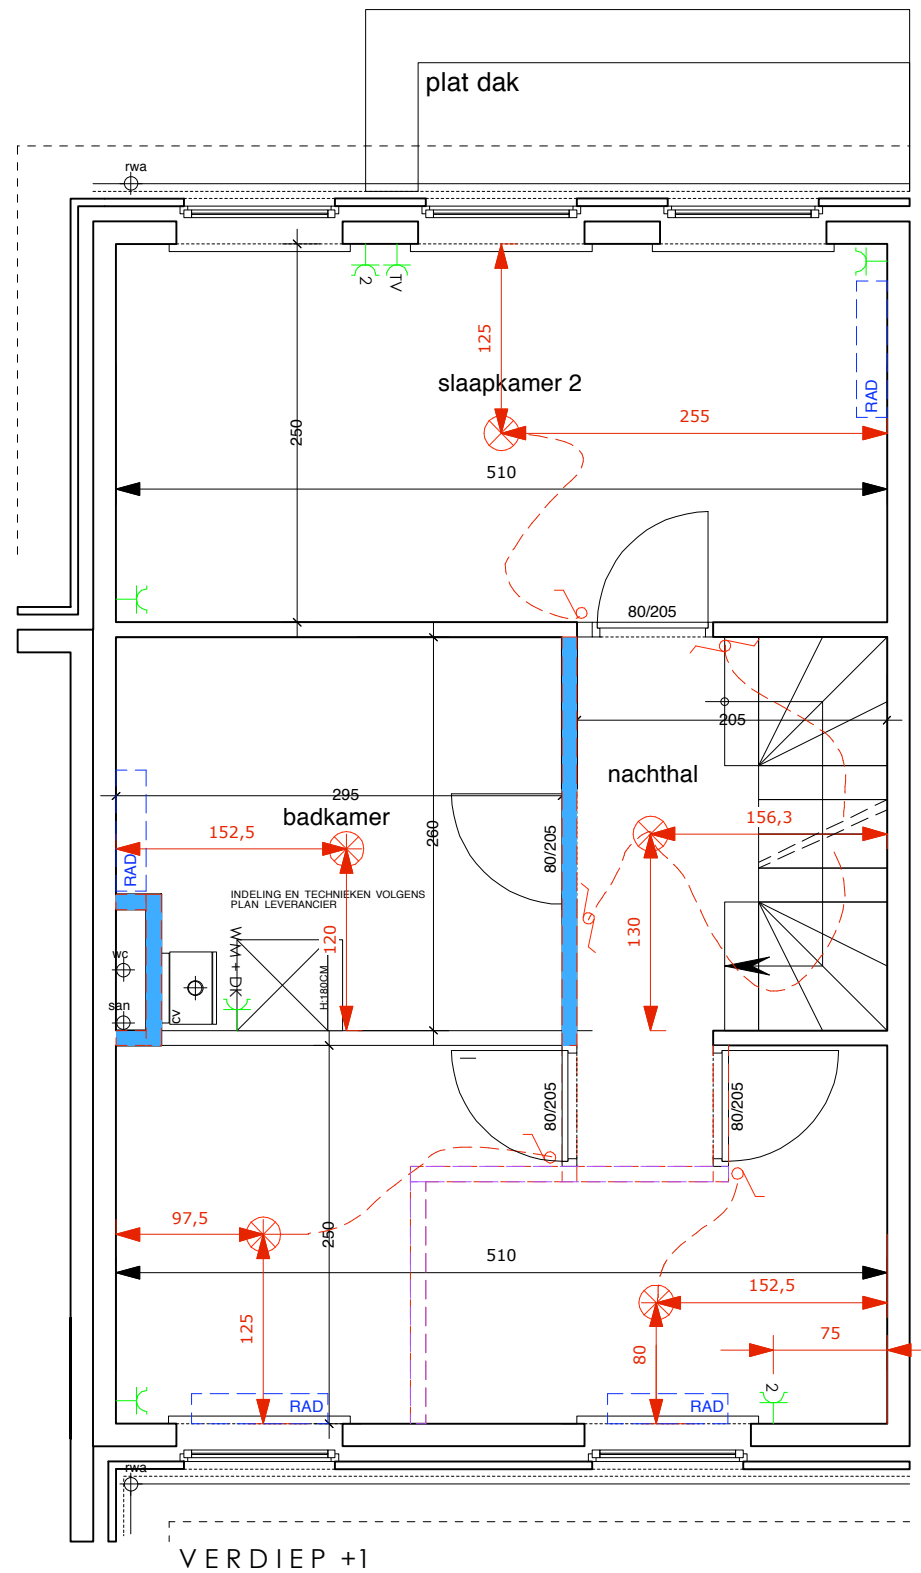 plat dak
rwa
2
TV
125
slaapkamer 2
RAD
255
250
510
80/205
205
nachthal
295
badkamer
152,5
260
80/205
156,3
RAD
INDELING EN TECHNIEKEN VOLGENS
PLAN LEVERANCIER
120
130
wc
WM+DK
H:180CM
san
cv
80/205
80/205
97,5
250
510
152,5
125
80
75
2
RAD
RAD
rwa
VERDIEP +1